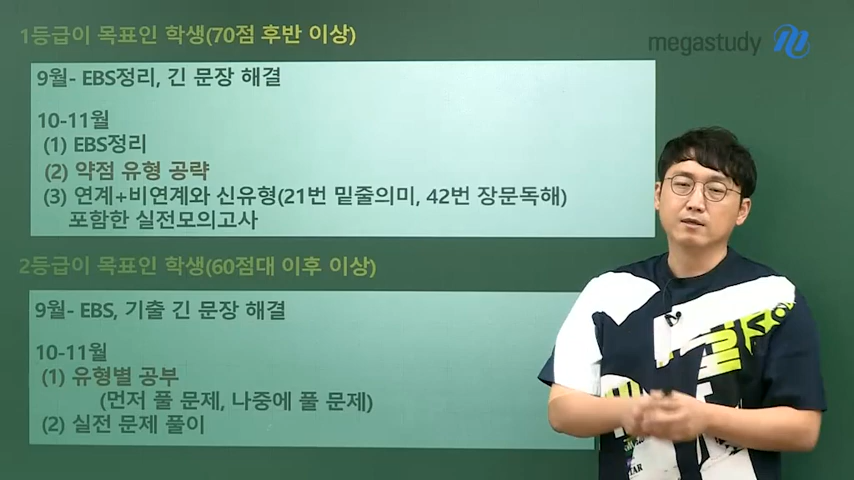 1등급이 목표인 학생(70점 후반 이상)
megastudy
9월- EBS정리, 긴 문장 해결
10-11월
(1) EBS정리
(2) 약점 유형 공략
(3) 연계+비연계와 신유형(21번 밑줄의미, 42번 장문독해)
포함한 실전모의고사
2등급이 목표인 학생(60점대 이후 이상)
9월- EBS, 기출 긴 문장 해결
10-11월
(1) 유형별 공부
(먼저 풀 문제, 나중에 풀 문제)
(2) 실전 문제 풀이